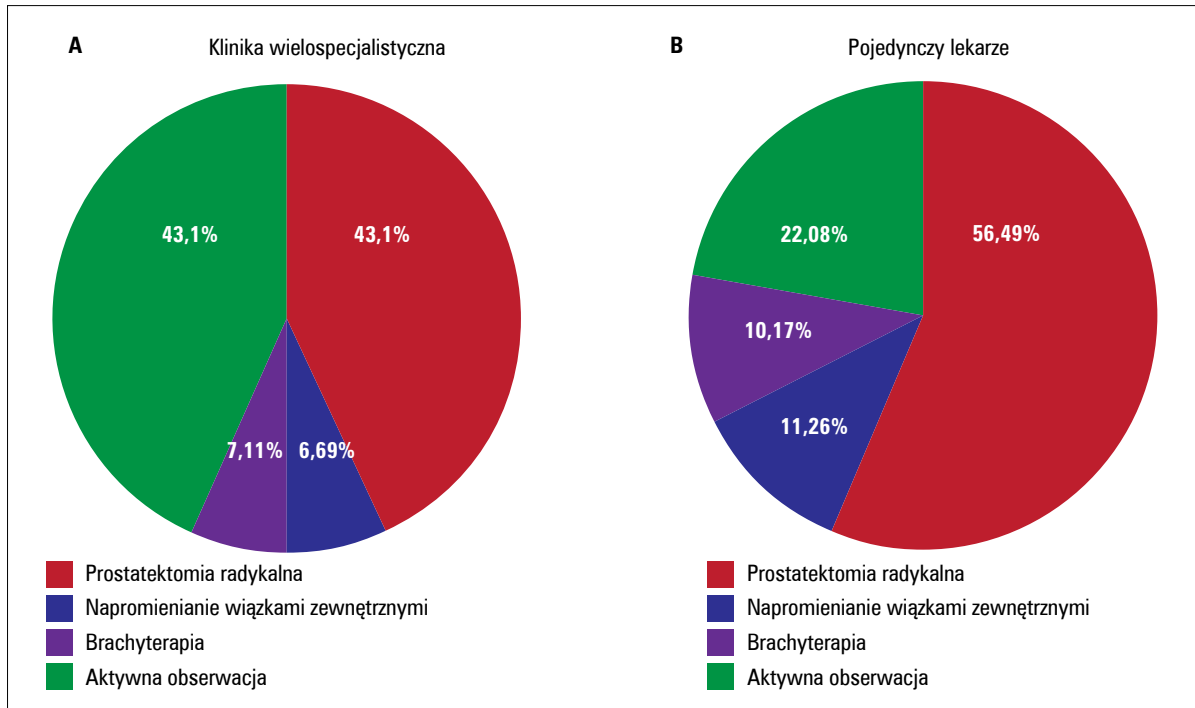 A
Klinika wielospecjalistyczna
43,1%
43,1%
7,11%
6,69%
Prostatektomia radykalna
Napromienianie wiązkami zewnętrznymi
Brachyterapia
Aktywna obserwacja
B
Pojedynczy lekarze
22,08%
56,49%
10,17%
11,26%
Prostatektomia radykalna
Napromienianie wiązkami zewnętrznymi
Brachyterapia
Aktywna obserwacja